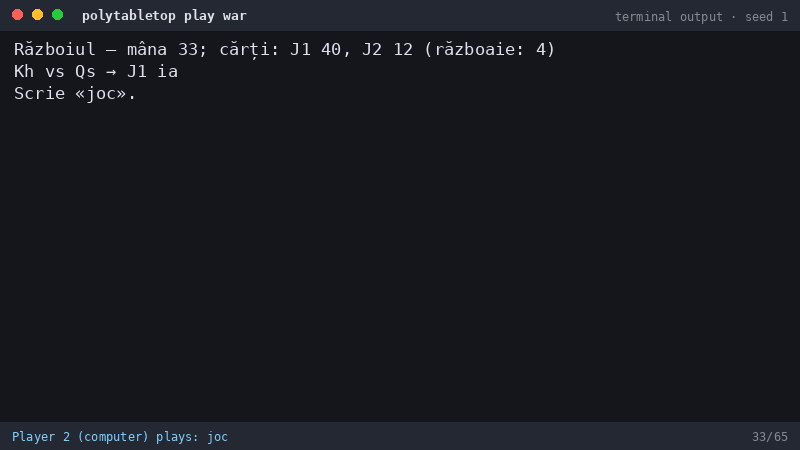 polytabletop play war
terminal output · seed 1
Războiul — mâna 33; cărți: J1 40, J2 12 (războaie: 4)
Kh vs Qs → J1 ia
Scrie «joc».
Player 2 (computer) plays: joc
33/65